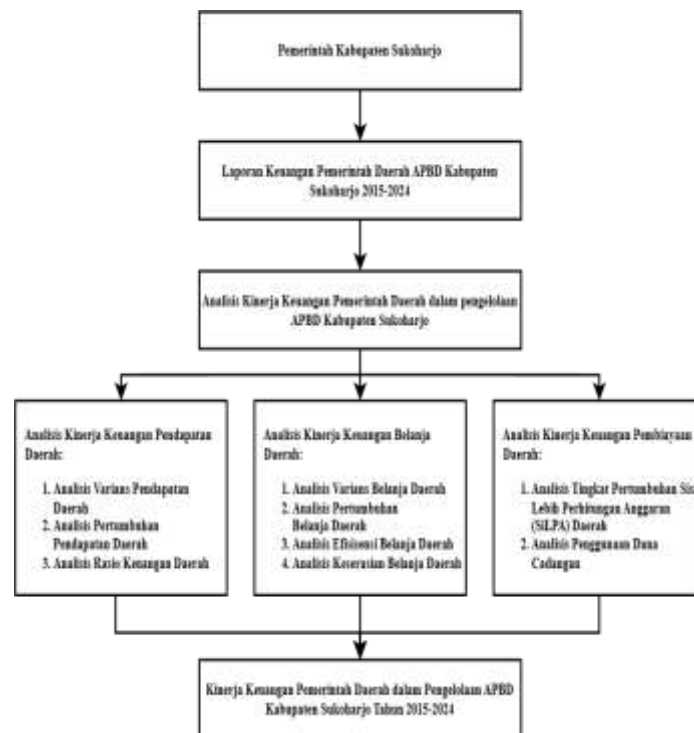 Pemerintah Kabupaten Sukoharjo
Laporan Keuangan Pemerintah Daerah APBD Kabupaten
Sukoharjo 2015-2024
Analisis Kinerja Keuangan Pemerintah Daerah dalam pengelolaan
APBD Kabupaten Sukoharjo
Analisis Kinerja Keuangan Pendapatan
Daerah:
1. Analisis Varians Pendapatan
Daerah
2. Analisis Pertumbuhan
Pendapatan Daerah
3. Analisis Rasio Keuangan Daerah
Analisis Kinerja Keuangan Belanja
Daerah:
1. Analisis Varians Belanja Daerah
2. Analisis Pertumbuhan
Belanja Daerah
3. Analisis Efisiensi Belanja Daerah
4. Analisis Keserasian Belanja Daerah
Analisis Kinerja Keuangan Pembiayaan
Daerah:
1. Analisis Tingkat Pertumbuhan Sis
Lebih Perhitungan Anggaran
(SiLPA) Daerah
2. Analisis Penggunaan Dana
Cadangan
Kinerja Keuangan Pemerintah Daerah dalam Pengelolaan APBD
Kabupaten Sukoharjo Tahun 2015-2024